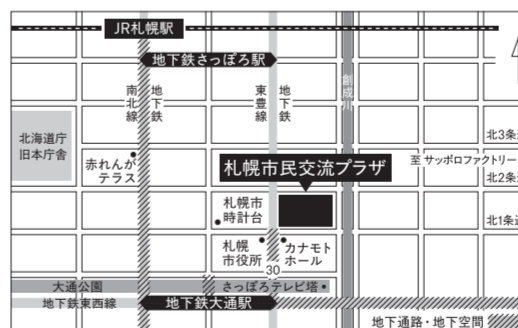 JR札幌駅
地下鉄さっぽろ駅
地下鉄
南北線
地下鉄
東豊線
創成川
北海道庁
旧本庁舎
赤れんが
テラス
札幌市民交流プラザ
北3条
至 サッポロファクトリー
北2条
札幌市
時計台
北1条
札幌
市役所
カナモト
ホール
30
大通公園
さっぽろテレビ塔
地下鉄東西線
地下鉄大通駅
地下通路・地下空間